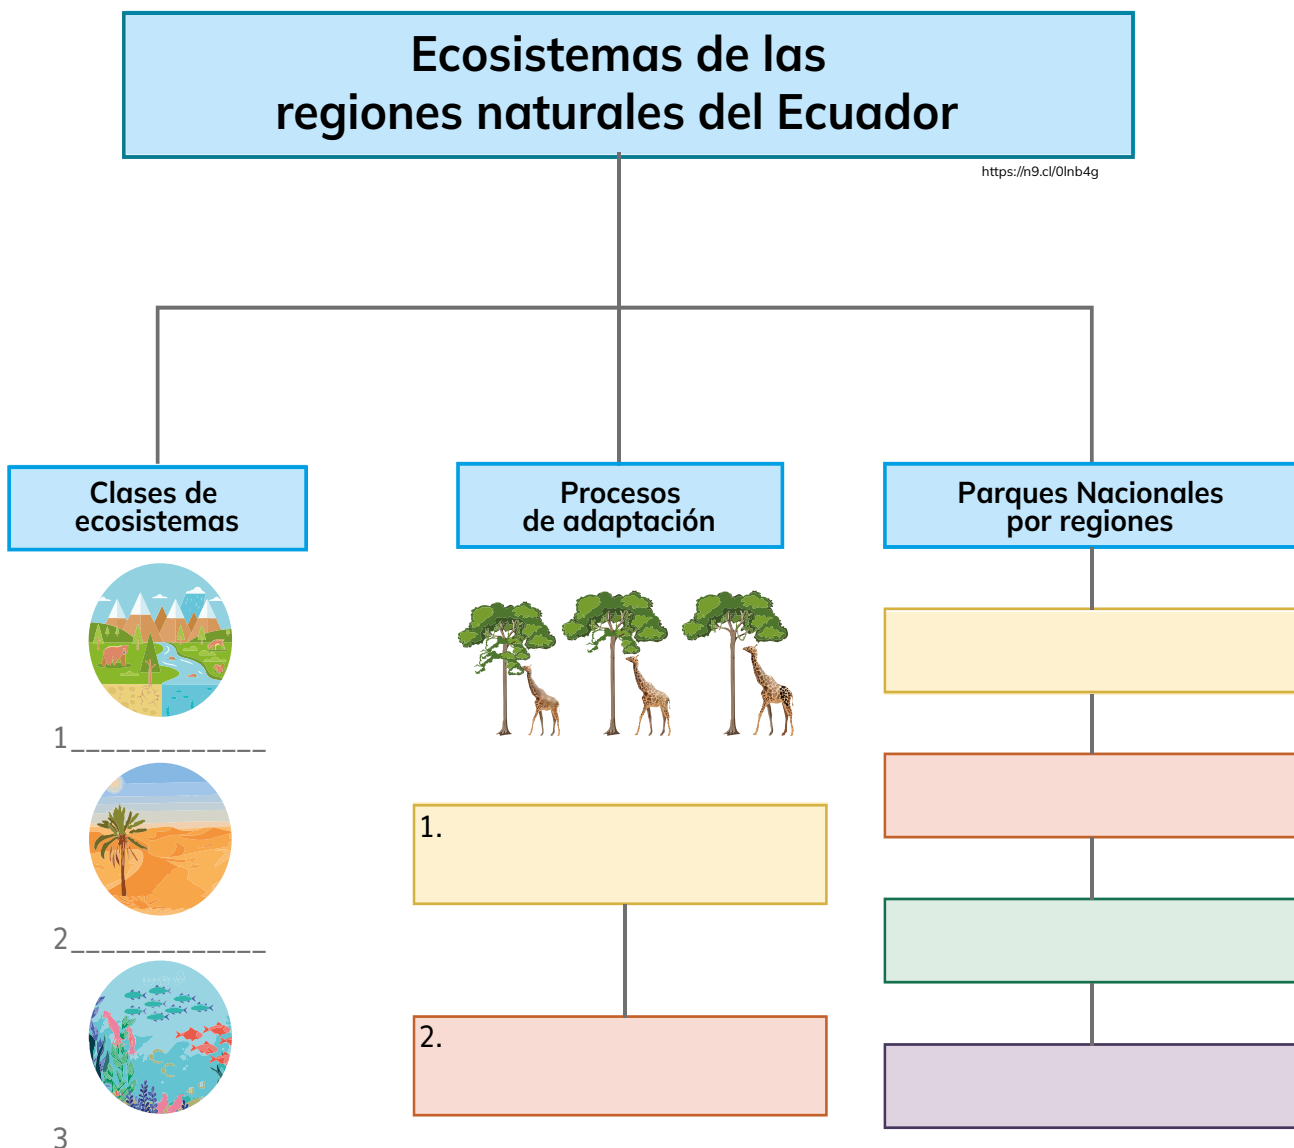 Ecosistemas de las
regiones naturales del Ecuador
https://n9.cl/0lnb4g
Clases de
ecosistemas
Procesos
de adaptación
Parques Nacionales
por regiones
1_____________
2_____________
3
1.
2.